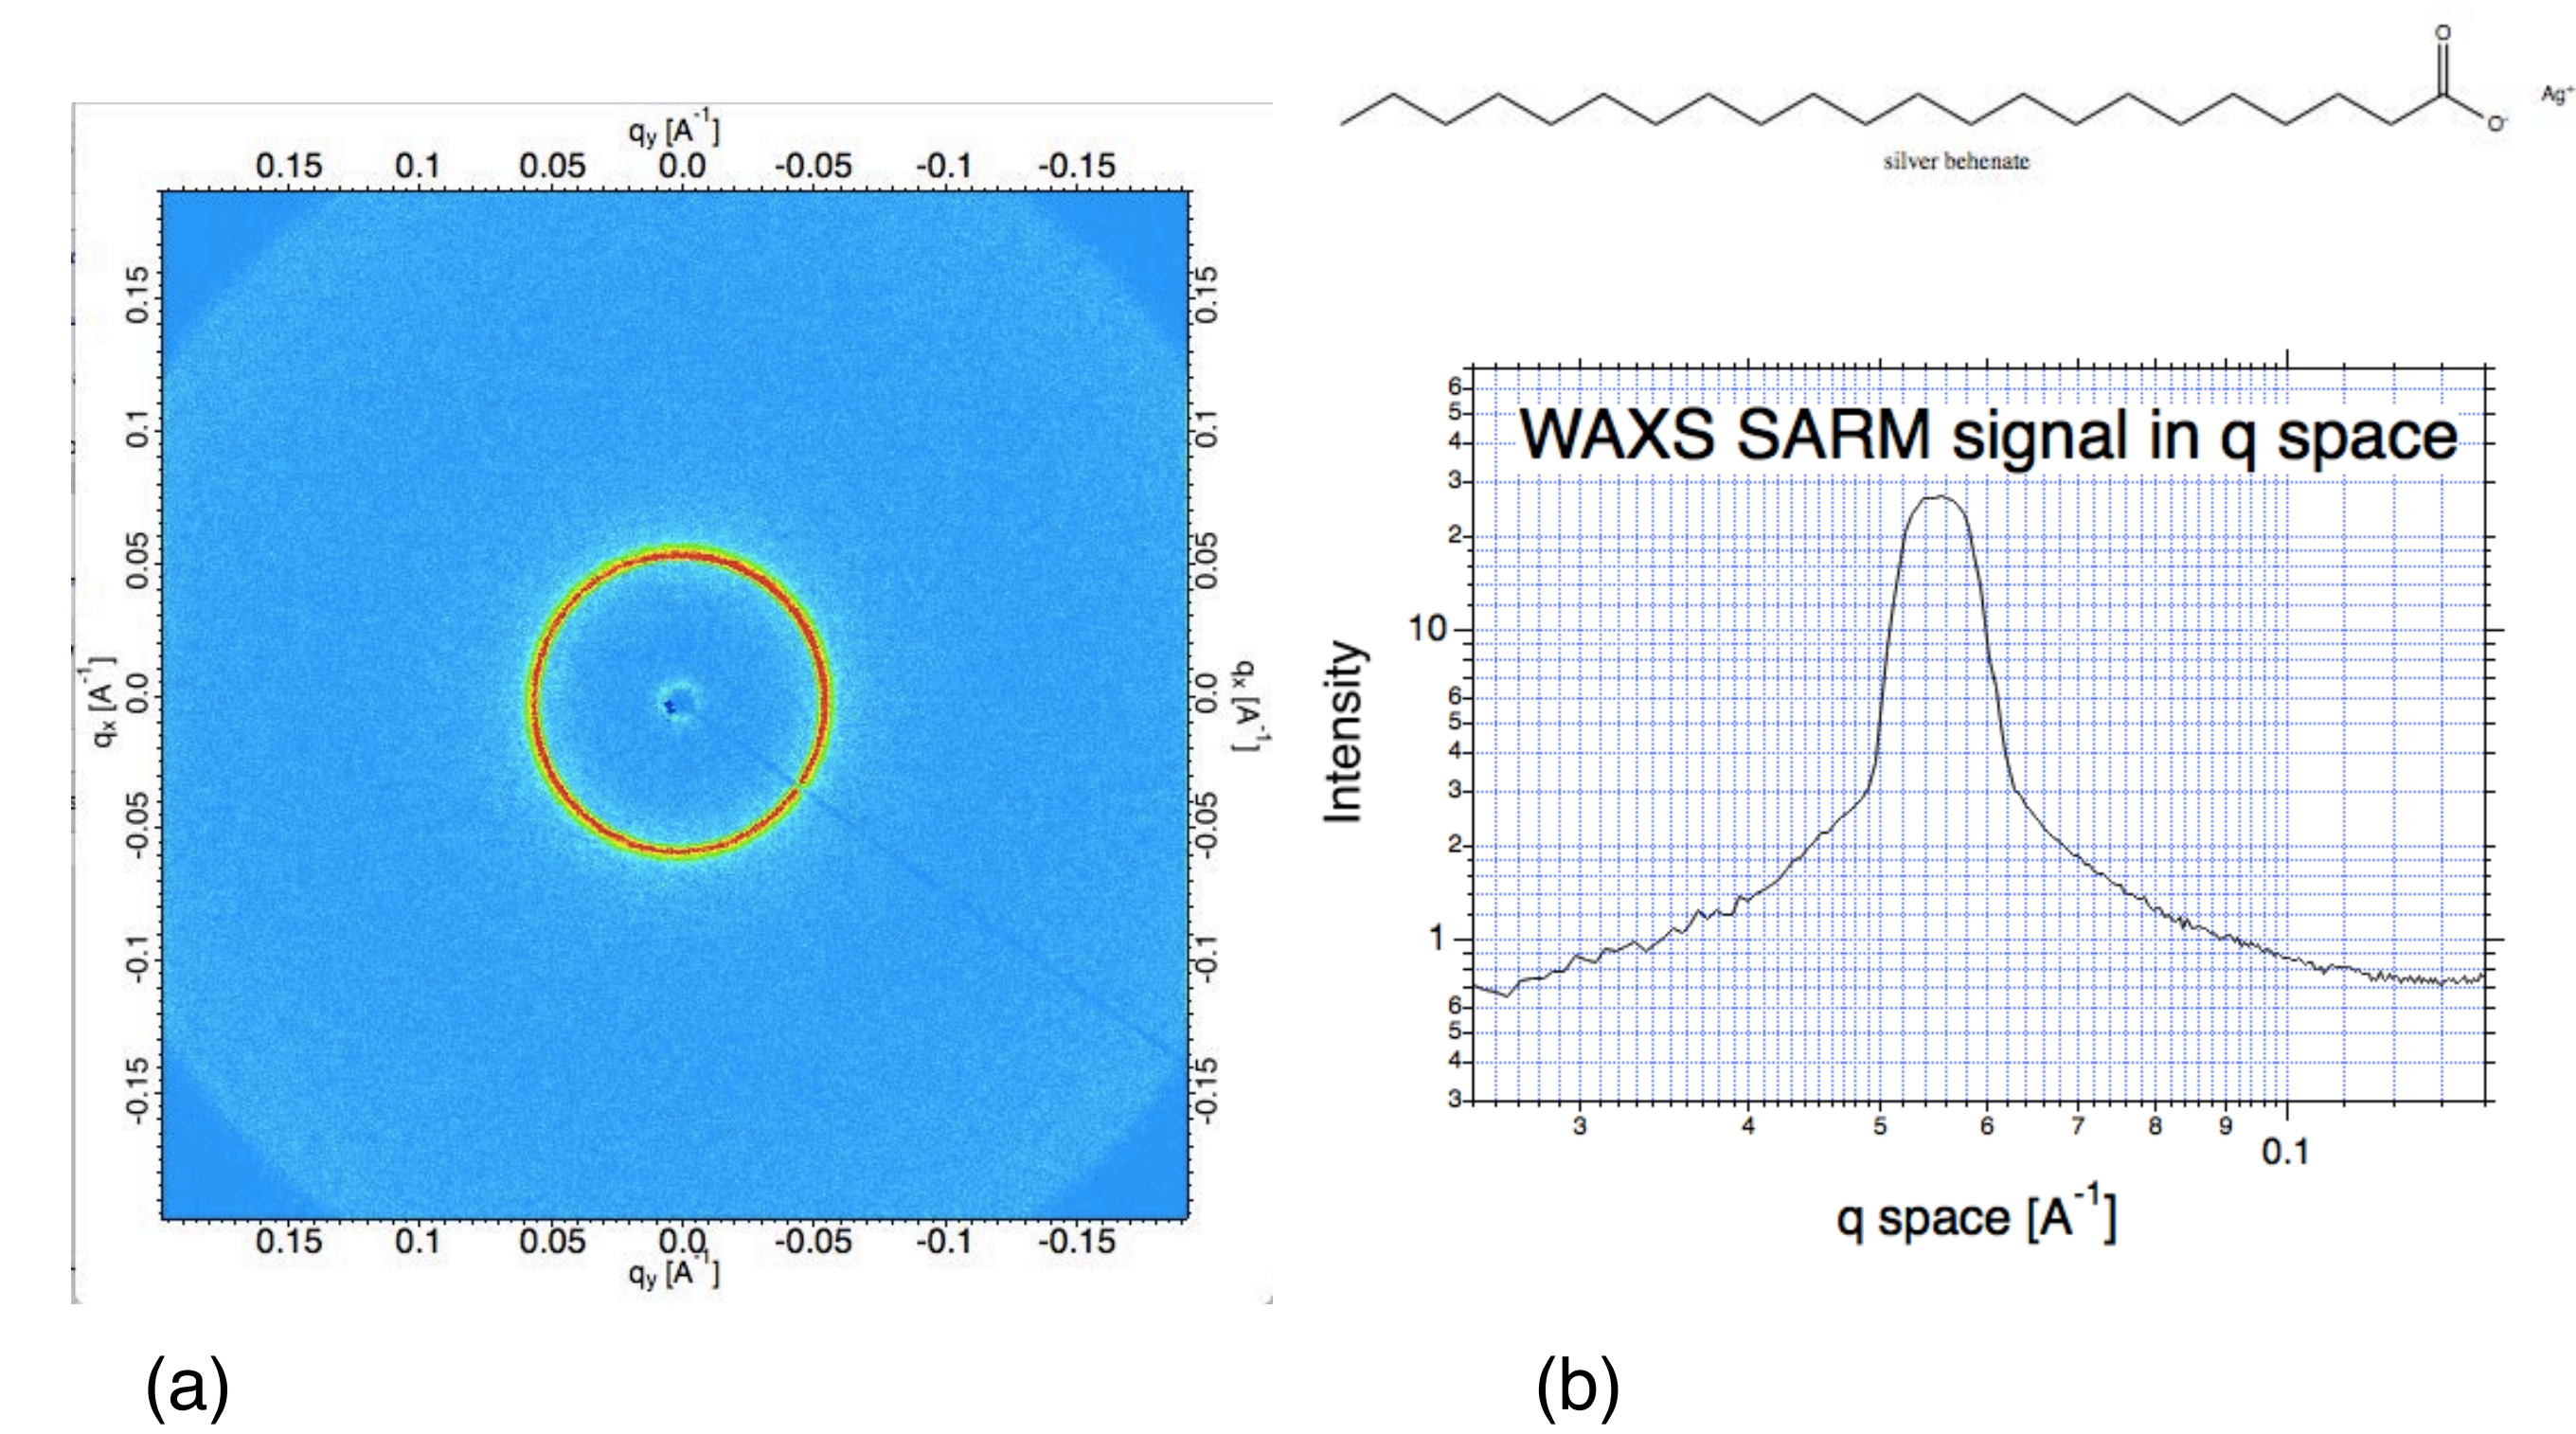 qy [A-1]
0.15 0.1 0.05 0.0 -0.05 -0.1 -0.15
qx [A-1]
0.15
0.1
0.05
0.0
-0.05
-0.1
-0.15
0.15
0.1
0.05
0.0
-0.05
-0.1
-0.15
qx [A-1]
0.15 0.1 0.05 0.0 -0.05 -0.1 -0.15
qy [A-1]
(a)
O
O-
Ag+
silver behenate
WAXS SARM signal in q space
Intensity
6
5
4
3
2
10
6
5
4
3
2
1
6
5
4
3
3 4 5 6 7 8 9
0.1
q space [A-1]
(b)